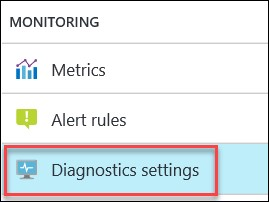 MONITORING
Metrics
Alert rules
Diagnostics settings